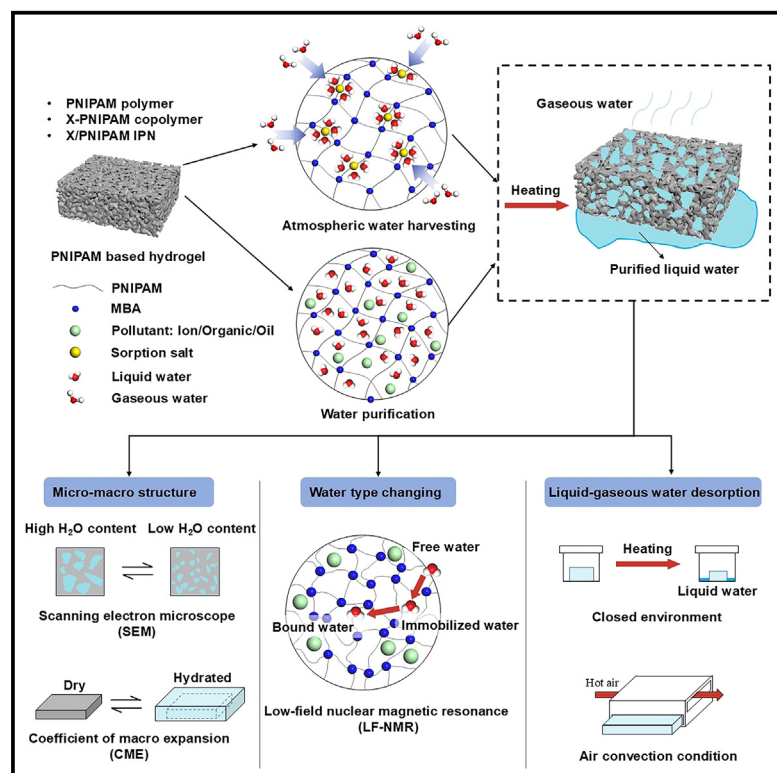 • PNIPAM polymer
• X-PNIPAM copolymer
• X/PNIPAM IPN
PNIPAM based hydrogel
PNIPAM
MBA
Pollutant: Ion/Organic/Oil
Sorption salt
Liquid water
Gaseous water
Atmospheric water harvesting
Water purification
Heating
Gaseous water
Purified liquid water
Micro-macro structure
High H₂O content
Low H₂O content
Scanning electron microscope
(SEM)
Dry
Hydrated
Coefficient of macro expansion
(CME)
Water type changing
Free water
Bound water
Immobilized water
Low-field nuclear magnetic resonance
(LF-NMR)
Liquid-gaseous water desorption
Heating
Liquid water
Closed environment
Hot air
Air convection condition